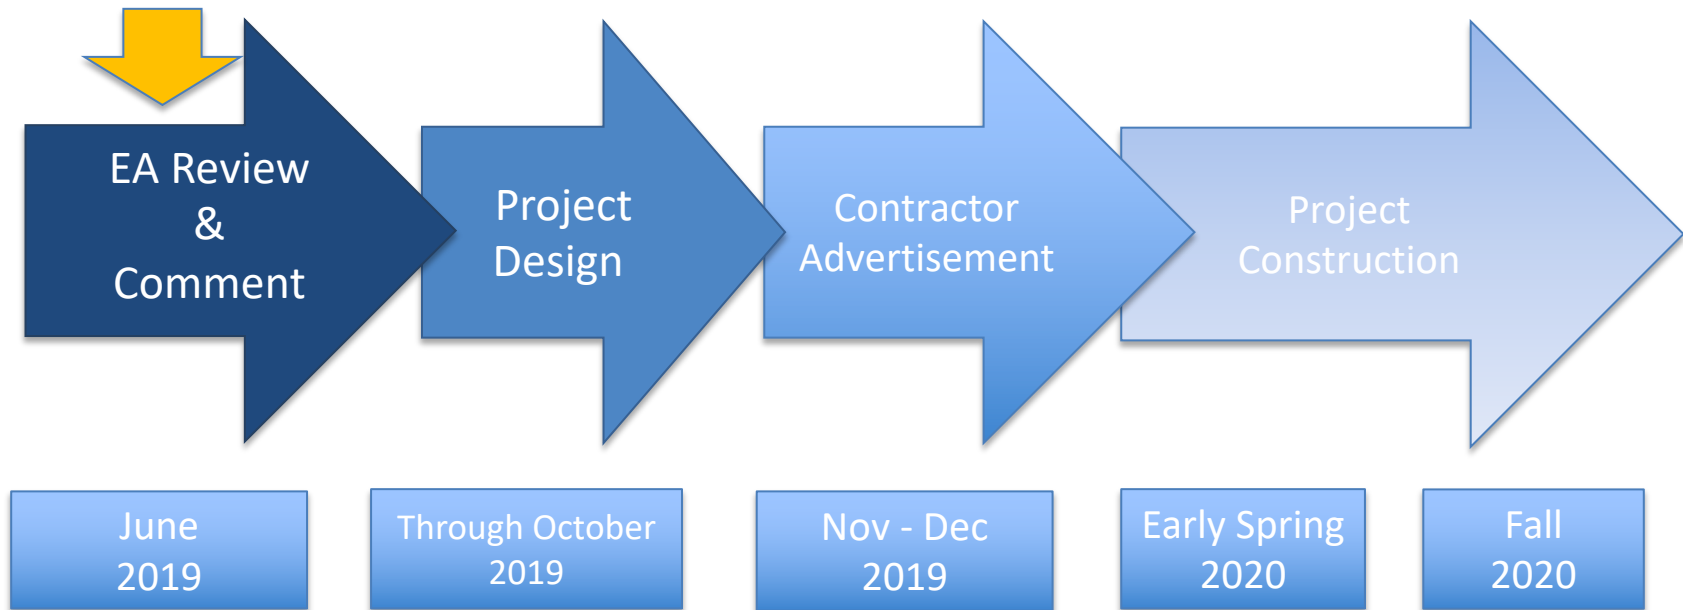 EA Review
&
Comment
Project
Design
Contractor
Advertisement
Project
Construction
June
2019
Through October
2019
Nov - Dec
2019
Early Spring
2020
Fall
2020